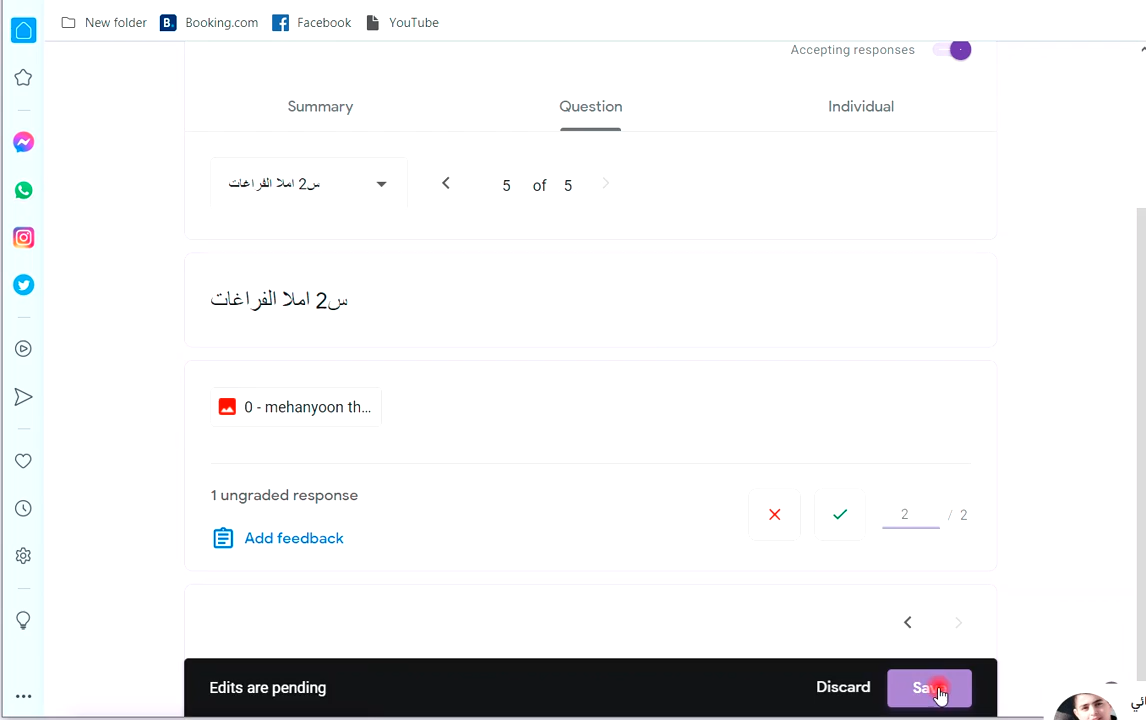 New folder
Booking.com
Facebook
YouTube
Accepting responses
Summary
Question
Individual
س2 املا الفراغات
5 of 5
س2 املا الفراغات
0 - mehanyoon th...
1 ungraded response
2 / 2
Add feedback
Edits are pending
Discard